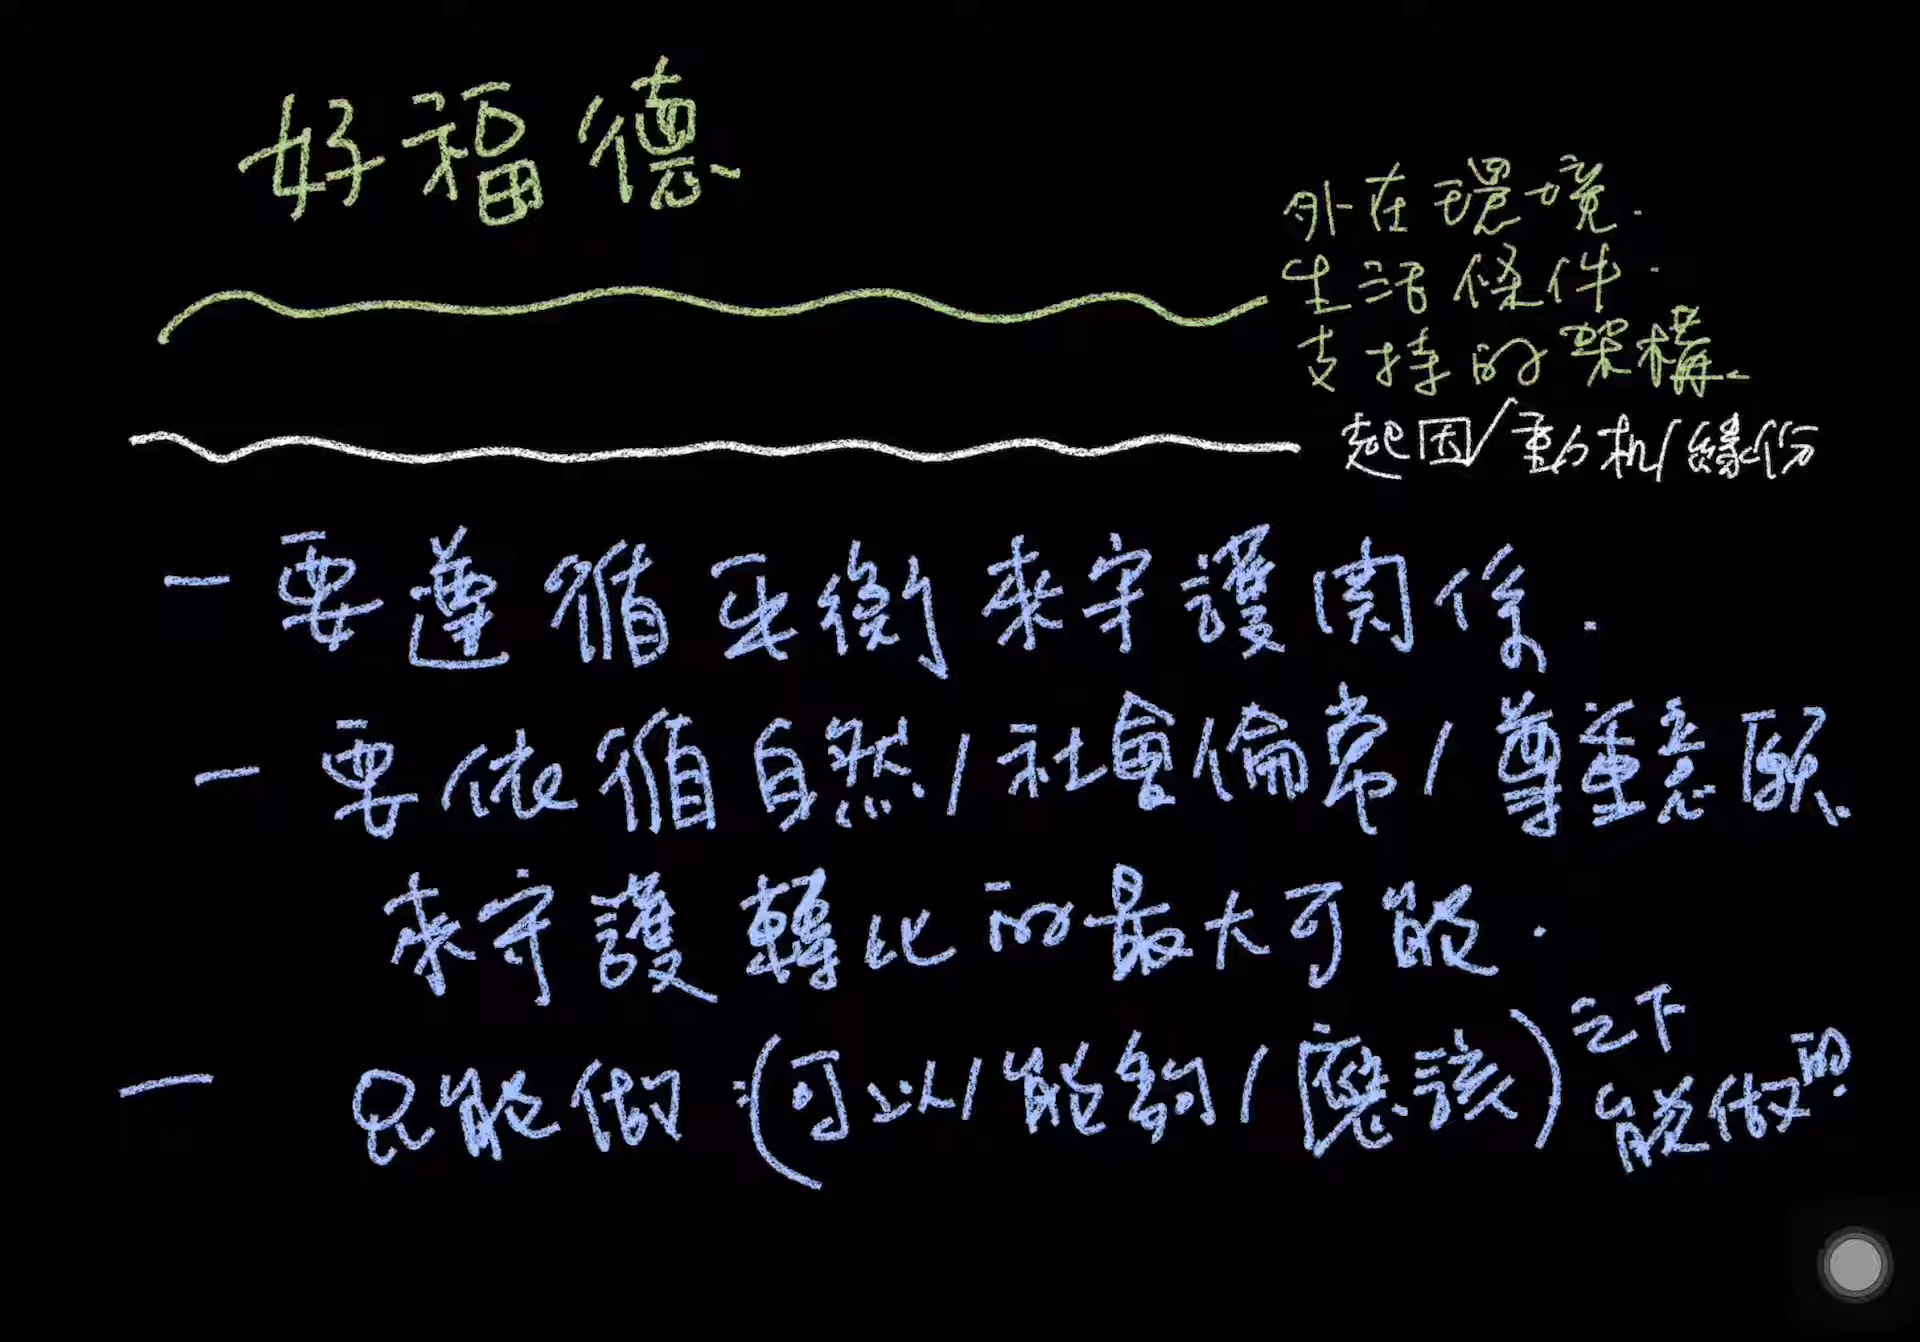 好福德
外在環境.
生活條件.
支持的架構.
起因/動机/緣份
一 要遵循平衡來守護關係.
一 要依循自然/社會倫常/尊重意願
來守護轉化的最大可能.
一 只能做:(可以/能夠/應該)之下
能做的.